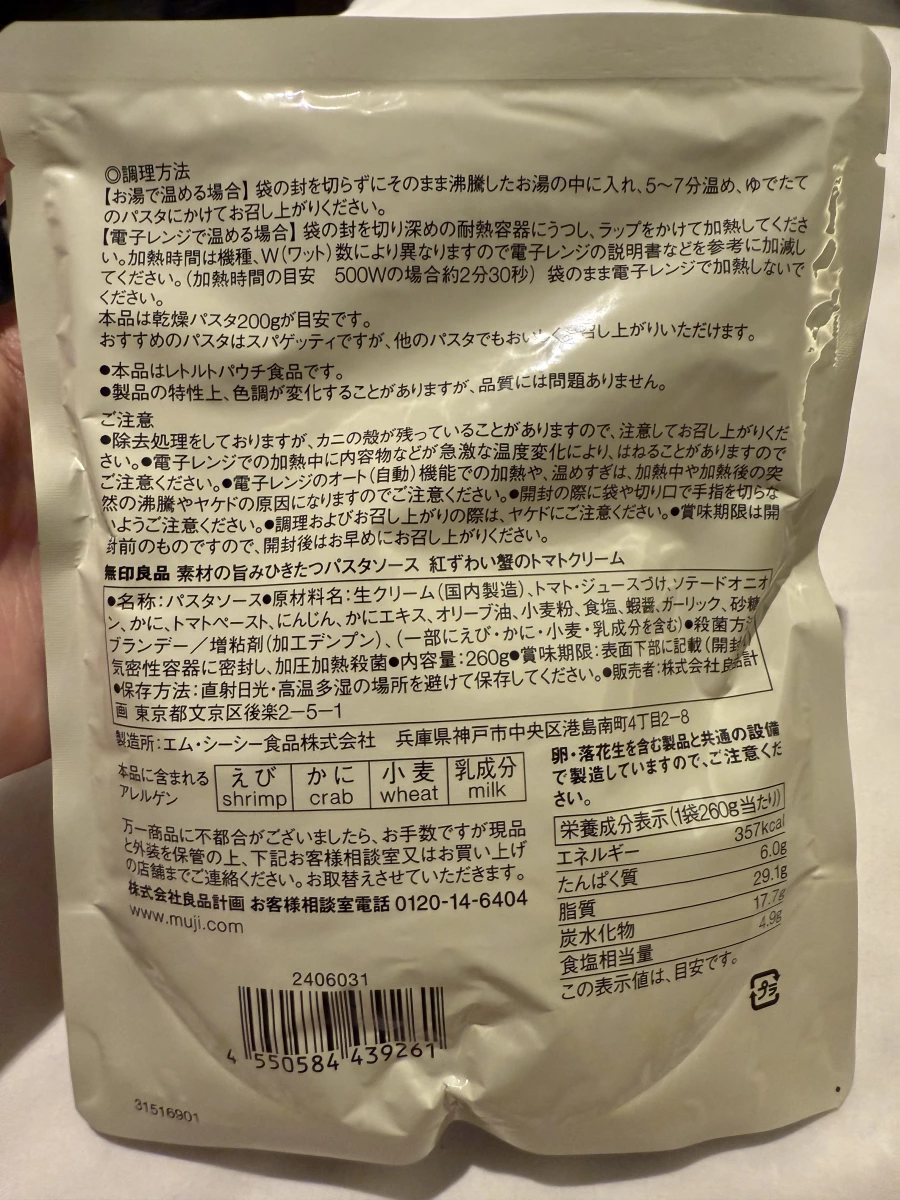 ◎調理方法
【お湯で温める場合】袋の封を切らずにそのまま沸騰したお湯の中に入れ、5〜7分温め、ゆでたて
のパスタにかけてお召し上がりください。
【電子レンジで温める場合】袋の封を切り深めの耐熱容器にうつし、ラップをかけて加熱してくださ
い。加熱時間は機種、W(ワット)数により異なりますので電子レンジの説明書などを参考に加減し
てください。(加熱時間の目安 500Wの場合約2分30秒) 袋のまま電子レンジで加熱しないで
ください。
本品は乾燥パスタ200gが目安です。
おすすめのパスタはスパゲッティですが、他のパスタでもおいしく召し上がりいただけます。
●本品はレトルトパウチ食品です。
●製品の特性上、色調が変化することがありますが、品質には問題ありません。
ご注意
●除去処理をしておりますが、カニの殻が残っていることがありますので、注意してお召し上がりくだ
さい。●電子レンジでの加熱中に内容物などが急激な温度変化により、はねることがありますので
ご注意ください。●電子レンジのオート(自動)機能での加熱や、温めすぎは、加熱中や加熱後の突
然の沸騰やヤケドの原因になりますのでご注意ください。●開封の際に袋や切り口で手指を切らな
いようご注意ください。●調理およびお召し上がりの際は、ヤケドにご注意ください。●賞味期限は開
封前のものですので、開封後はお早めにお召し上がりください。
無印良品 素材の旨みひきたつパスタソース 紅ずわい蟹のトマトクリーム
●名称:パスタソース●原材料名:生クリーム(国内製造)、トマト・ジュースづけ、ソテードオニオ
ン、かに、トマトペースト、にんじん、かにエキス、オリーブ油、小麦粉、食塩、蝦醤、ガーリック、砂糖
ブランデー/増粘剤(加工デンプン)、(一部にえび・かに・小麦・乳成分を含む)●殺菌方法
気密性容器に密封し、加圧加熱殺菌●内容量:260g●賞味期限:表面下部に記載(開封
●保存方法:直射日光・高温多湿の場所を避けて保存してください。●販売者:株式会社良品計
画 東京都文京区後楽2−5−1
製造所:エム・シーシー食品株式会社 兵庫県神戸市中央区港島南町4丁目2−8
本品に含まれる
アレルゲン
えび かに 小麦 乳成分
shrimp crab wheat milk
卵・落花生を含む製品と共通の設備
で製造していますので、ご注意くだ
さい。
万一商品に不都合がございましたら、お手数ですが現品
と外装を保管の上、下記お客様相談室又はお買い上げ
の店舗までご連絡ください。お取替えさせていただきます。
株式会社良品計画 お客様相談室電話 0120-14-6404
www.muji.com
栄養成分表示(1袋260g当たり)
エネルギー 357kcal
たんぱく質 6.0g
脂質 29.1g
炭水化物 17.7g
食塩相当量 4.9g
この表示値は、目安です。
プラ
2406031
4 550584 439261
31516901